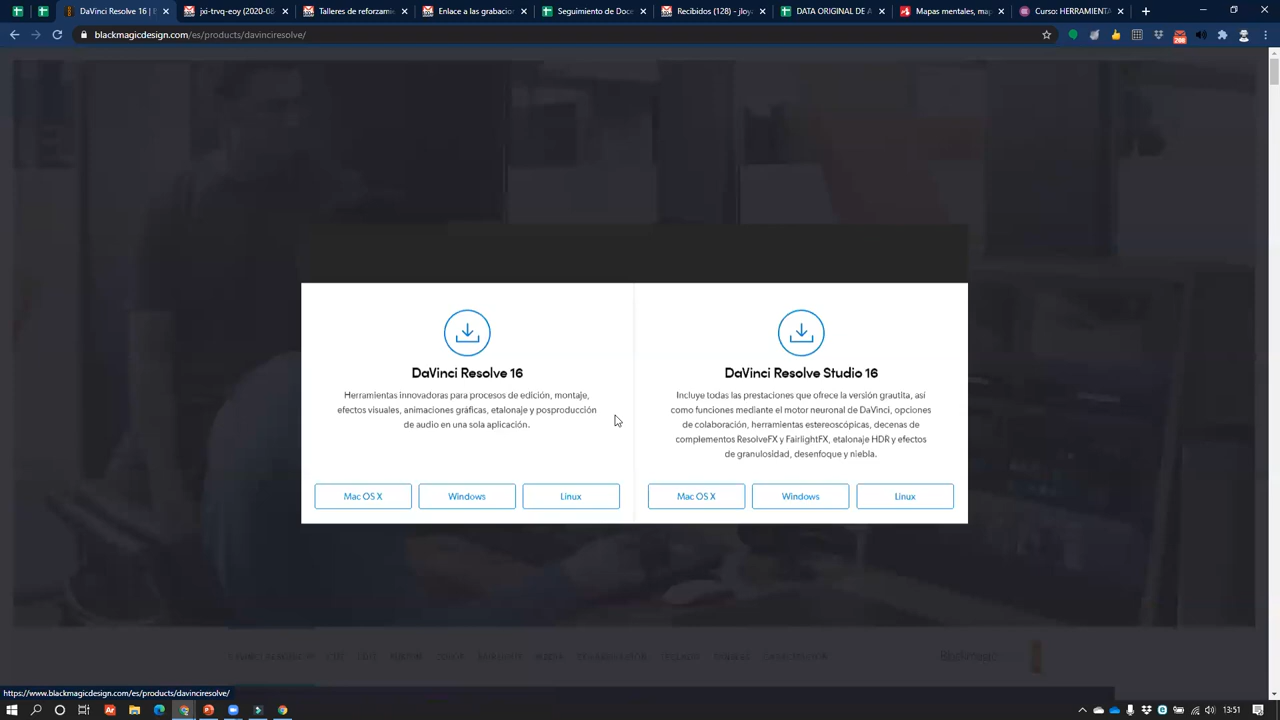 DaVinci Resolve 16 | B
jxi-trvq-eoy (2020-08-
Talleres de reforzamie
Enlace a las grabacion
Seguimiento de Doce
Recibidos (128) - jloy
DATA ORIGINAL DE A
Mapas mentales, map
Curso HERRAMIENTA
blackmagicdesign.com/es/products/davinciresolve/
DaVinci Resolve 16
Herramientas innovadoras para procesos de edición, montaje,
efectos visuales, animaciones gráficas, etalonaje y posproducción
de audio en una sola aplicación.
Mac OS X
Windows
Linux
DaVinci Resolve Studio 16
Incluye todas las prestaciones que ofrece la versión grautita, así
como funciones mediante el motor neuronal de DaVinci, opciones
de colaboración, herramientas estereoscópicas, decenas de
complementos ResolveFX y FairlightFX, etalonaje HDR y efectos
de granulosidad, desenfoque y niebla.
Mac OS X
Windows
Linux
https://www.blackmagicdesign.com/es/products/davinciresolve/
13:51